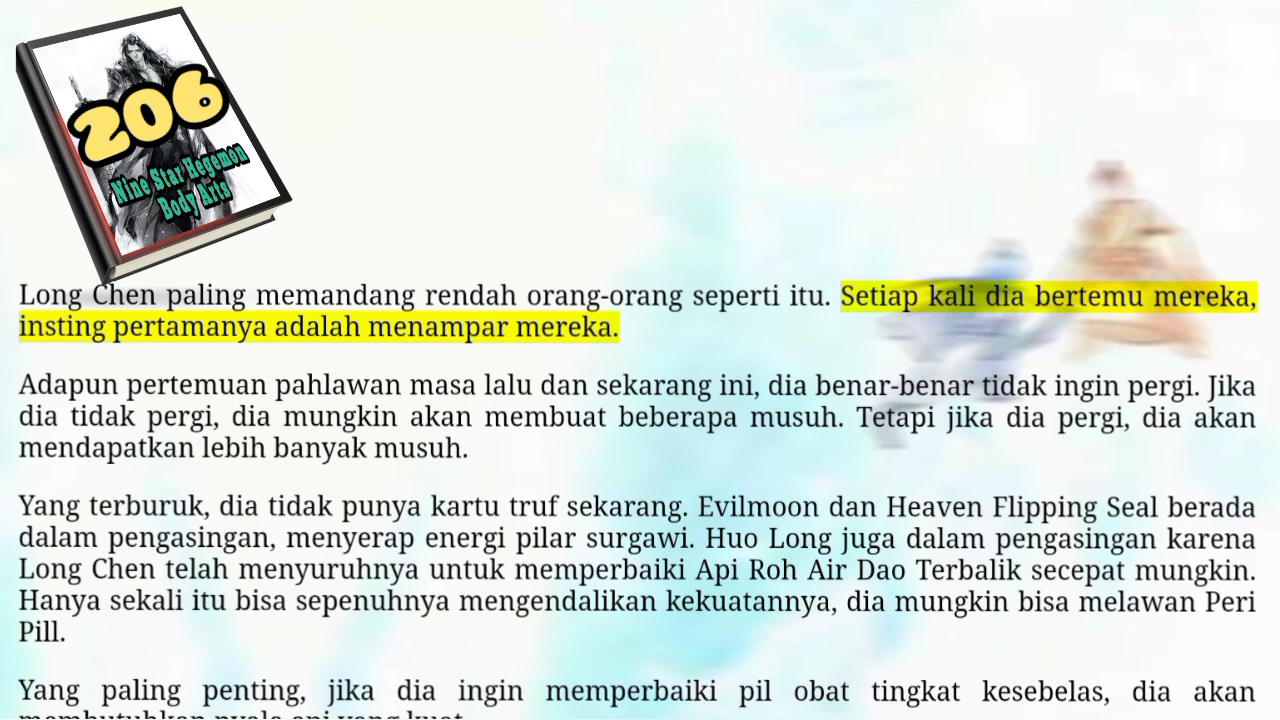 206
Nine Star Hegemon
Body Arts
Long Chen paling memandang rendah orang-orang seperti itu. Setiap kali dia bertemu mereka,
insting pertamanya adalah menampar mereka.
Adapun pertemuan pahlawan masa lalu dan sekarang ini, dia benar-benar tidak ingin pergi. Jika
dia tidak pergi, dia mungkin akan membuat beberapa musuh. Tetapi jika dia pergi, dia akan
mendapatkan lebih banyak musuh.
Yang terburuk, dia tidak punya kartu truf sekarang. Evilmoon dan Heaven Flipping Seal berada
dalam pengasingan, menyerap energi pilar surgawi. Huo Long juga dalam pengasingan karena
Long Chen telah menyuruhnya untuk memperbaiki Api Roh Air Dao Terbalik secepat mungkin.
Hanya sekali itu bisa sepenuhnya mengendalikan kekuatannya, dia mungkin bisa melawan Peri
Pill.
Yang paling penting, jika dia ingin memperbaiki pil obat tingkat kesebelas, dia akan
membutuhkan nyala api yang kuat.